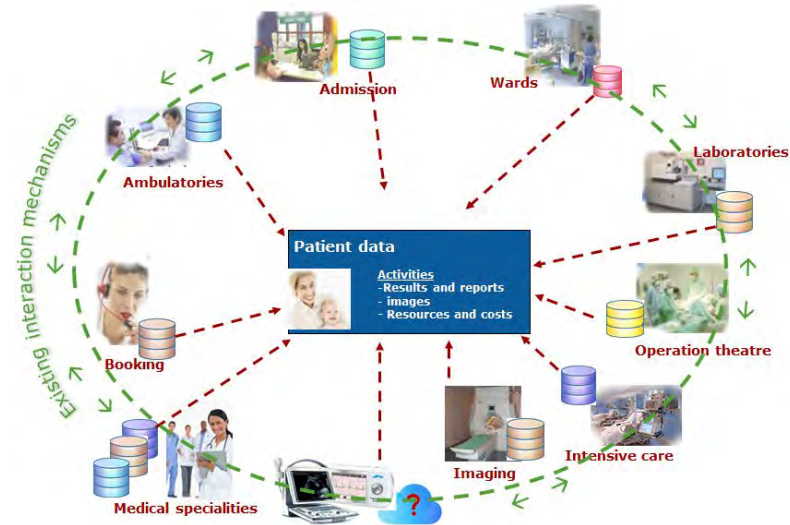 Admission
Wards
Laboratories
Ambulatories
Existing interaction mechanisms
Patient data
Activities
-Results and reports
- images
- Resources and costs
Booking
Operation theatre
Imaging
Intensive care
Medical specialities
?